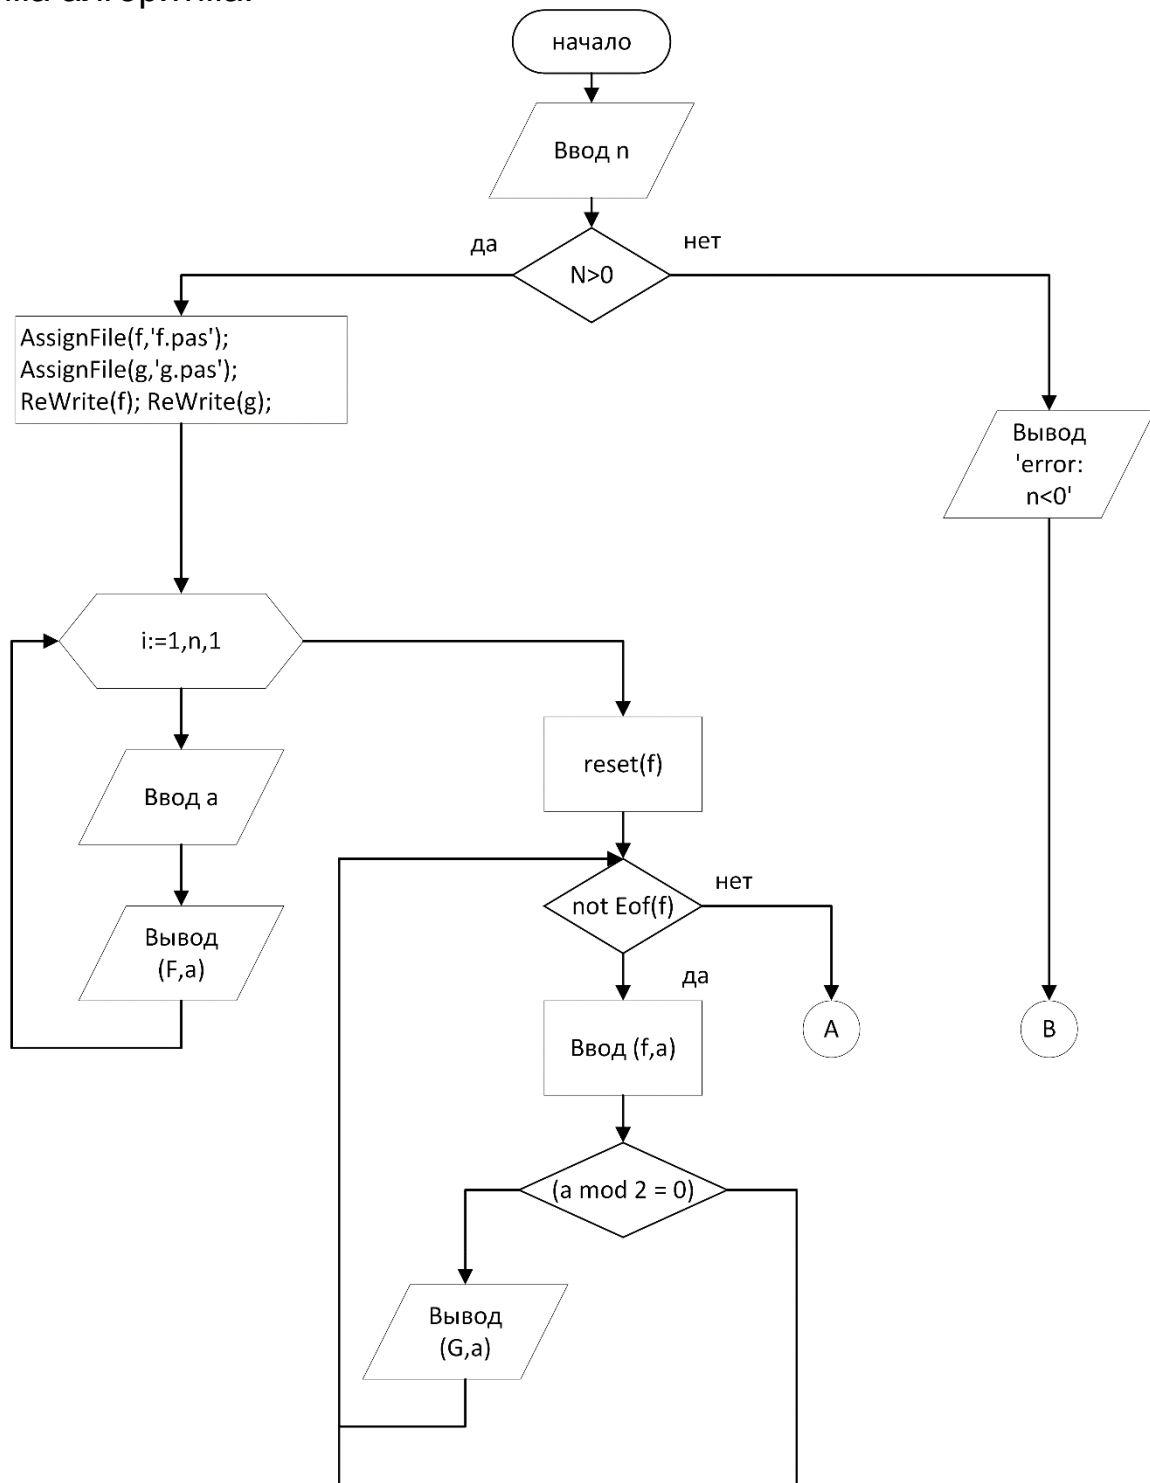 начало
Ввод n
да
нет
N>0
AssignFile(f,'f.pas');
AssignFile(g,'g.pas');
ReWrite(f); ReWrite(g);
Вывод
'error:
n<0'
i:=1,n,1
reset(f)
Ввод a
not Eof(f)
нет
Вывод
(F,a)
да
Ввод (f,a)
A
B
(a mod 2 = 0)
Вывод
(G,a)